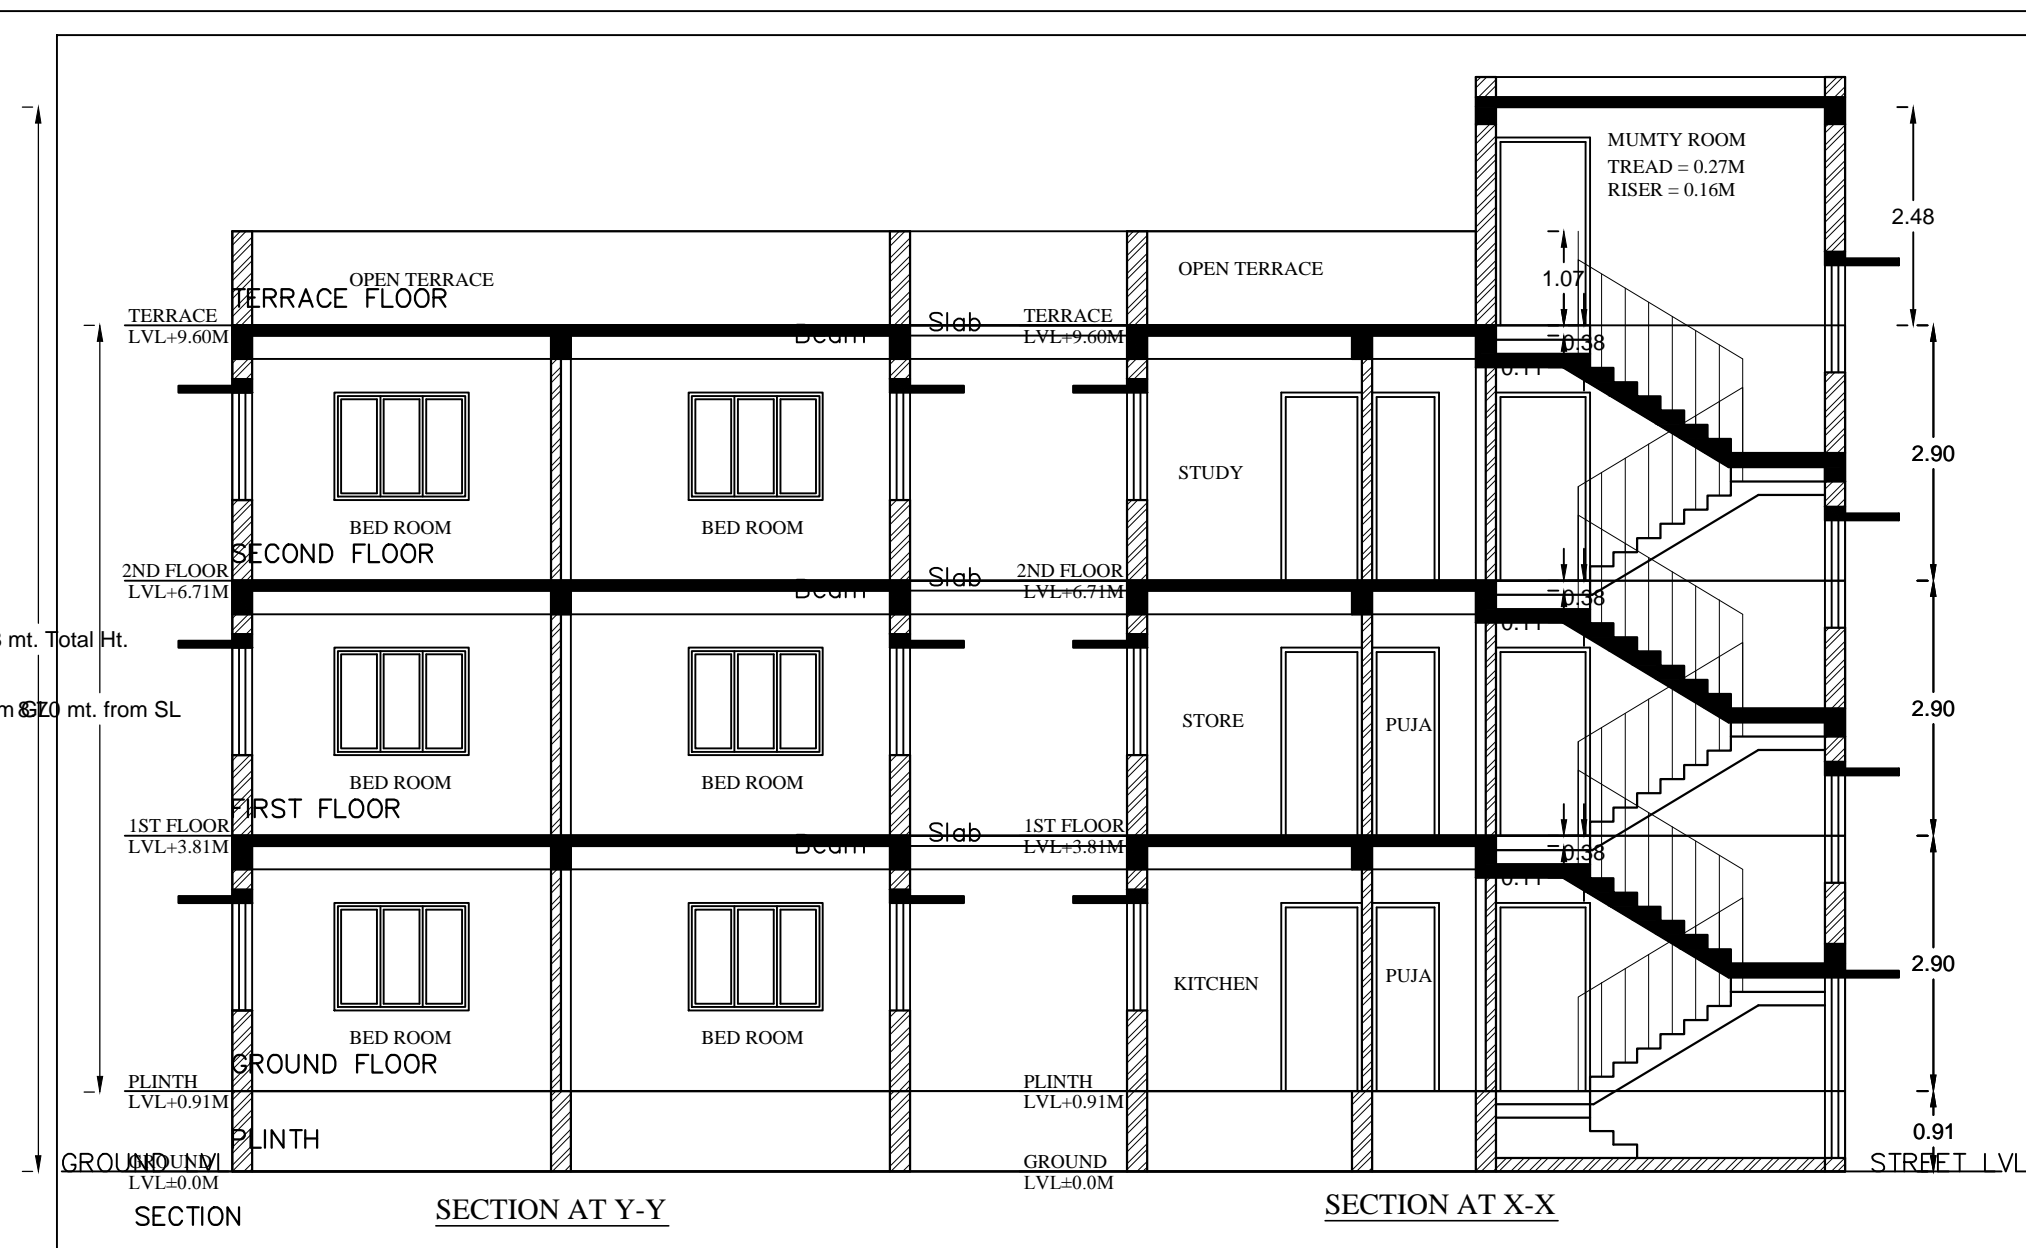 MUMTY ROOM
TREAD = 0.27M
RISER = 0.16M
2.48
OPEN TERRACE
TERRACE FLOOR
OPEN TERRACE
1.07
TERRACE
LVL+9.60M
Beam
Slab
TERRACE
LVL+9.60M
0.38
0.11
2.90
STUDY
BED ROOM
BED ROOM
SECOND FLOOR
2ND FLOOR
LVL+6.71M
Beam
Slab
2ND FLOOR
LVL+6.71M
0.38
0.11
mt. Total Ht.
mt. from SL
2.90
STORE
PUJA
BED ROOM
BED ROOM
FIRST FLOOR
1ST FLOOR
LVL+3.81M
Beam
Slab
1ST FLOOR
LVL+3.81M
0.38
0.11
2.90
KITCHEN
PUJA
BED ROOM
BED ROOM
GROUND FLOOR
PLINTH
LVL+0.91M
PLINTH
LVL+0.91M
0.91
PLINTH
GROUND LVL
GROUND
LVL±0.0M
GROUND
LVL±0.0M
STREET LVL
SECTION
SECTION AT Y-Y
SECTION AT X-X